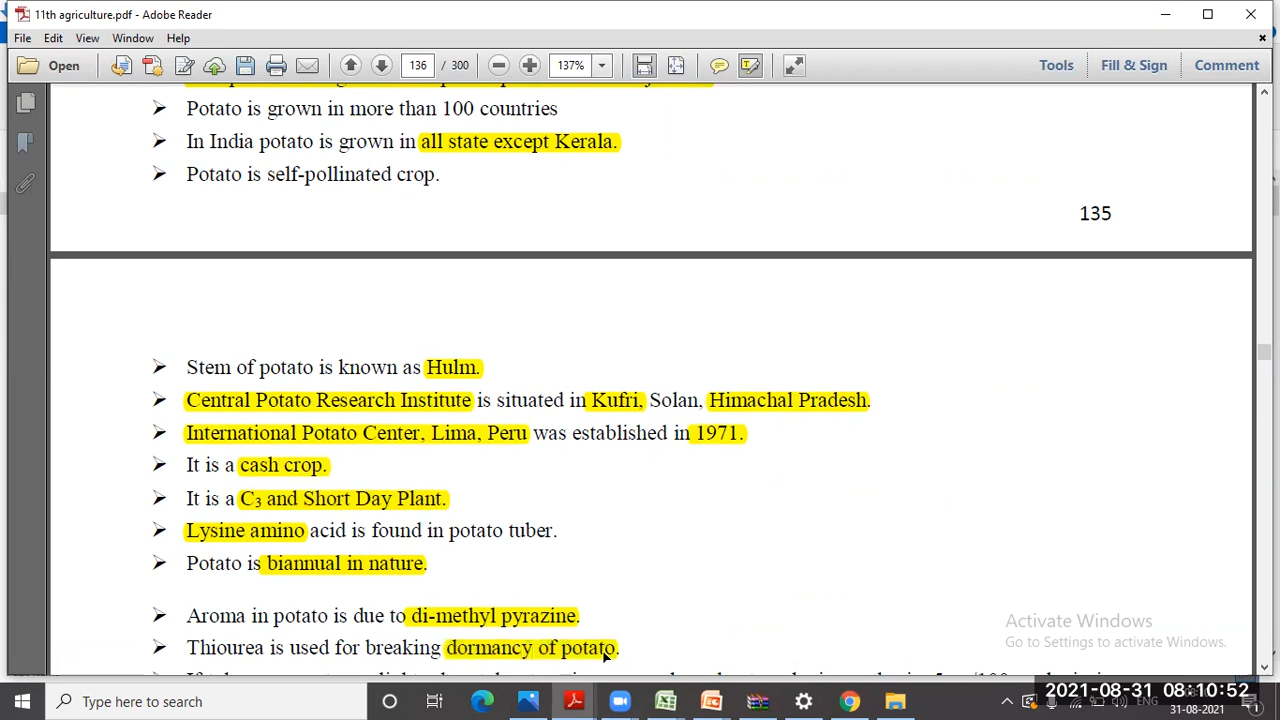 11th agriculture.pdf - Adobe Reader
File Edit View Window Help
Open 136 / 300 137% Tools Fill & Sign Comment
➢ Potato is grown in more than 100 countries
➢ In India potato is grown in all state except Kerala.
➢ Potato is self-pollinated crop.
135
➢ Stem of potato is known as Hulm.
➢ Central Potato Research Institute is situated in Kufri, Solan, Himachal Pradesh.
➢ International Potato Center, Lima, Peru was established in 1971.
➢ It is a cash crop.
➢ It is a C₃ and Short Day Plant.
➢ Lysine amino acid is found in potato tuber.
➢ Potato is biannual in nature.
➢ Aroma in potato is due to di-methyl pyrazine.
➢ Thiourea is used for breaking dormancy of potato.
Activate Windows
Go to Settings to activate Windows.
Type here to search
ENG
2021-08-31 08:10:52
31-08-2021